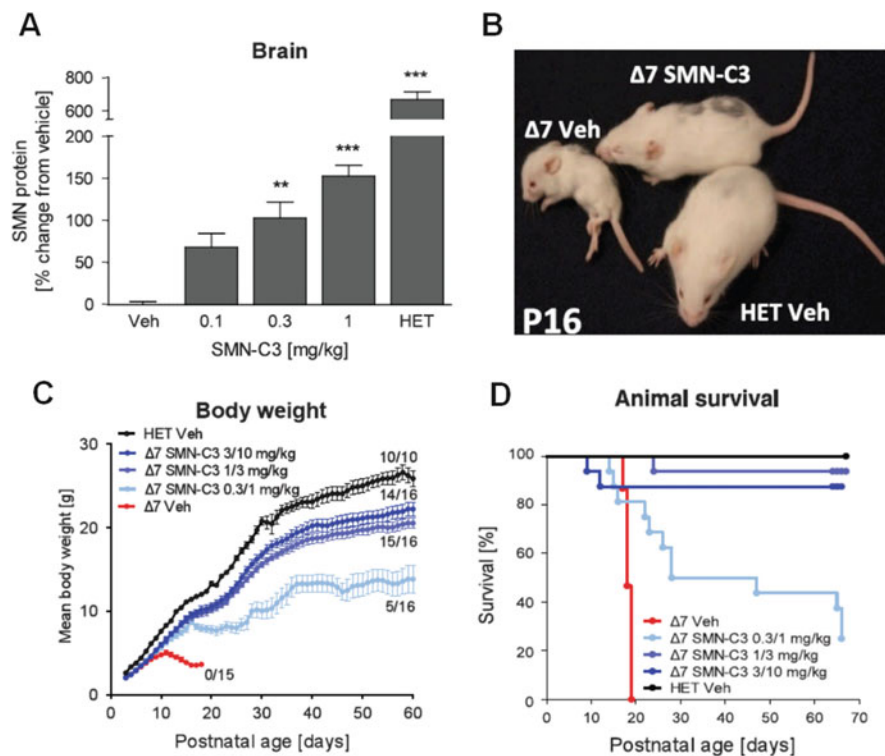 A
Brain
SMN protein
[% change from vehicle]
800
600
200
150
100
50
0
**
***
***
Veh
0.1
0.3
1
HET
SMN-C3 [mg/kg]
B
Δ7 SMN-C3
Δ7 Veh
HET Veh
P16
C
Body weight
HET Veh
Δ7 SMN-C3 3/10 mg/kg
Δ7 SMN-C3 1/3 mg/kg
Δ7 SMN-C3 0.3/1 mg/kg
Δ7 Veh
Mean body weight [g]
30
20
10
0
10/10
14/16
15/16
5/16
0/15
0 10 20 30 40 50 60
Postnatal age [days]
D
Animal survival
Survival [%]
100
80
60
40
20
0
Δ7 Veh
Δ7 SMN-C3 0.3/1 mg/kg
Δ7 SMN-C3 1/3 mg/kg
Δ7 SMN-C3 3/10 mg/kg
HET Veh
0 10 20 30 40 50 60 70
Postnatal age [days]